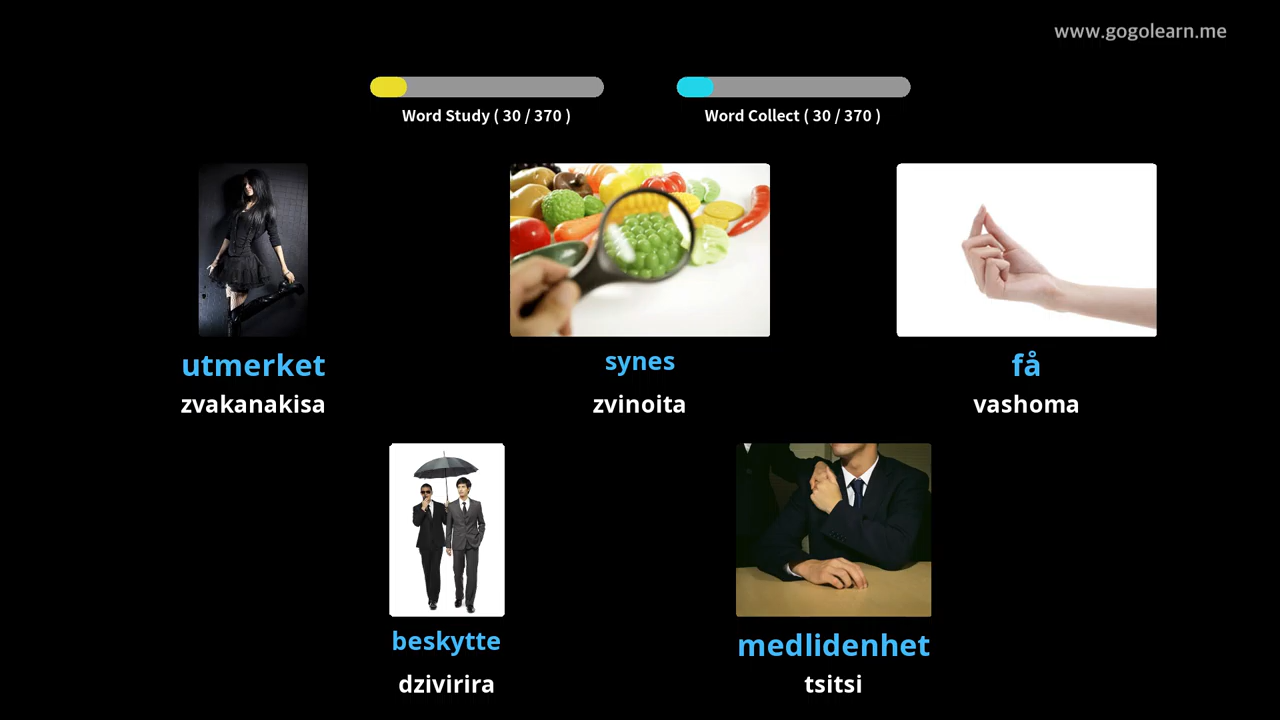 www.gogolearn.me
Word Study ( 30 / 370 )
Word Collect ( 30 / 370 )
utmerket
zvakanakisa
synes
zvinoita
få
vashoma
beskytte
dzivirira
medlidenhet
tsitsi